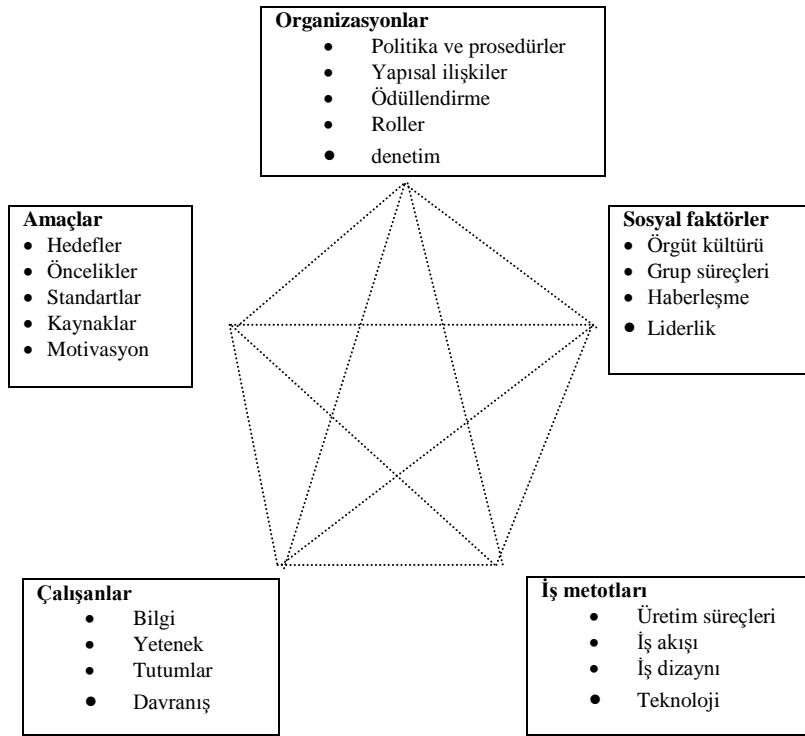 Organizasyonlar
• Politika ve prosedürler
• Yapısal ilişkiler
• Ödüllendirme
• Roller
• denetim
Amaçlar
• Hedefler
• Öncelikler
• Standartlar
• Kaynaklar
• Motivasyon
Sosyal faktörler
• Örgüt kültürü
• Grup süreçleri
• Haberleşme
• Liderlik
Çalışanlar
• Bilgi
• Yetenek
• Tutumlar
• Davranış
İş metotları
• Üretim süreçleri
• İş akışı
• İş dizaynı
• Teknoloji